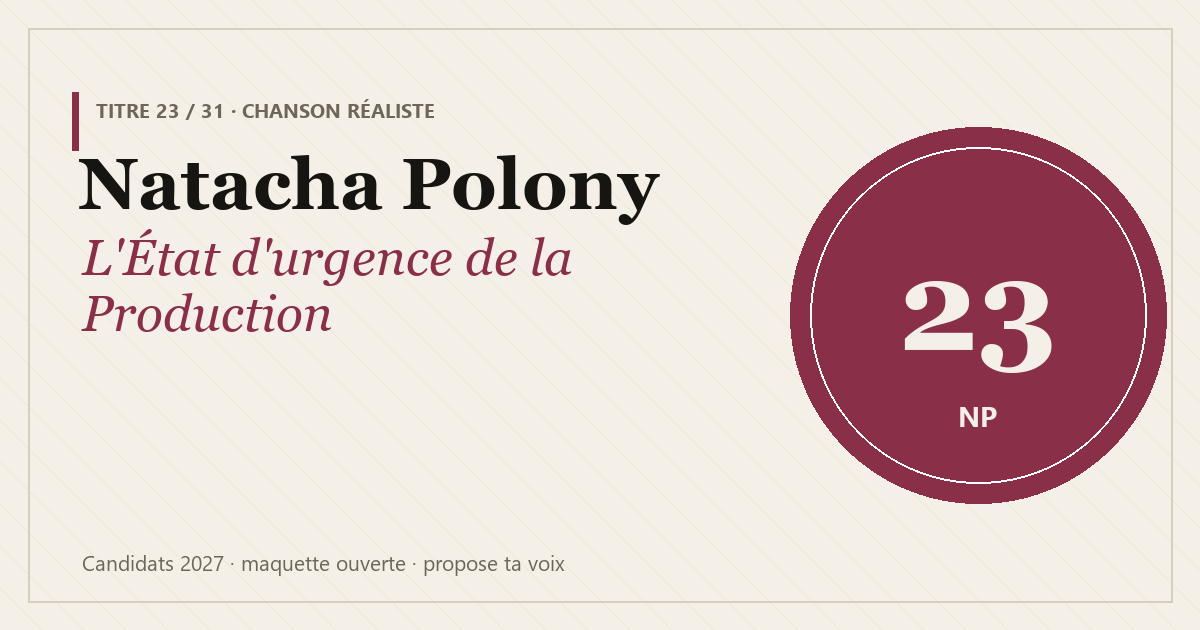 TITRE 23 / 31 · CHANSON RÉALISTE
Natacha Polony
L'État d'urgence de la
Production
23
NP
Candidats 2027 · maquette ouverte · propose ta voix